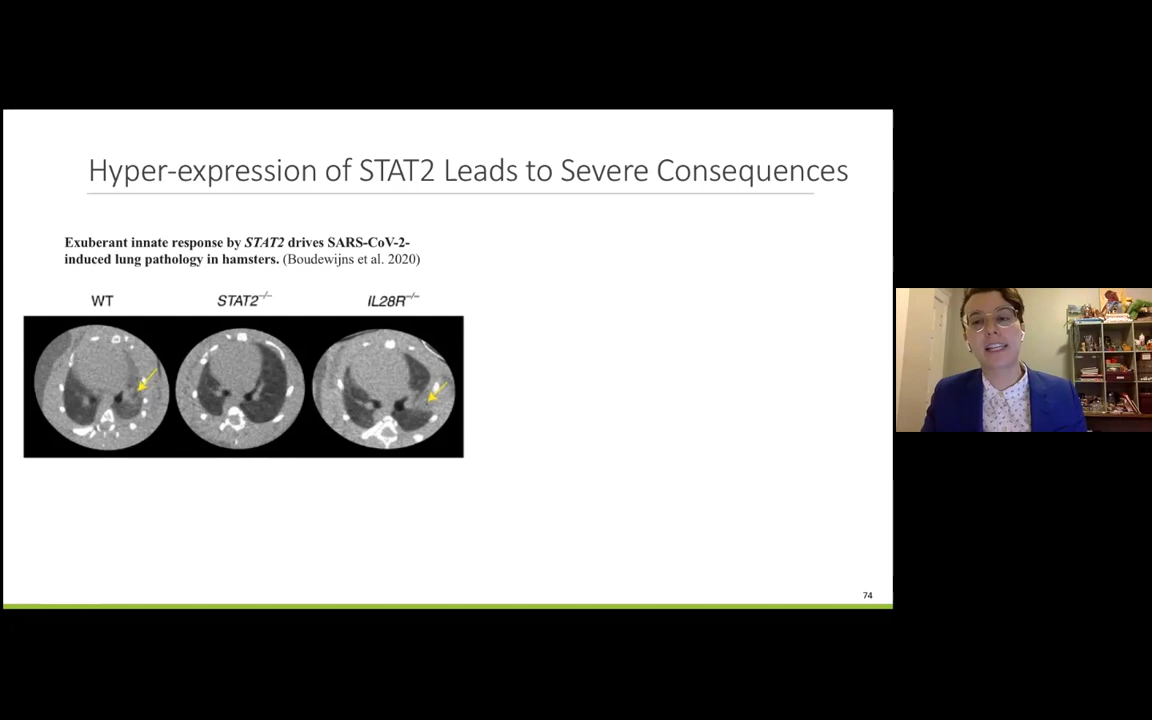 Hyper-expression of STAT2 Leads to Severe Consequences
Exuberant innate response by STAT2 drives SARS-CoV-2-
induced lung pathology in hamsters. (Boudewijns et al. 2020)
WT STAT2-/- IL28R-/-
74